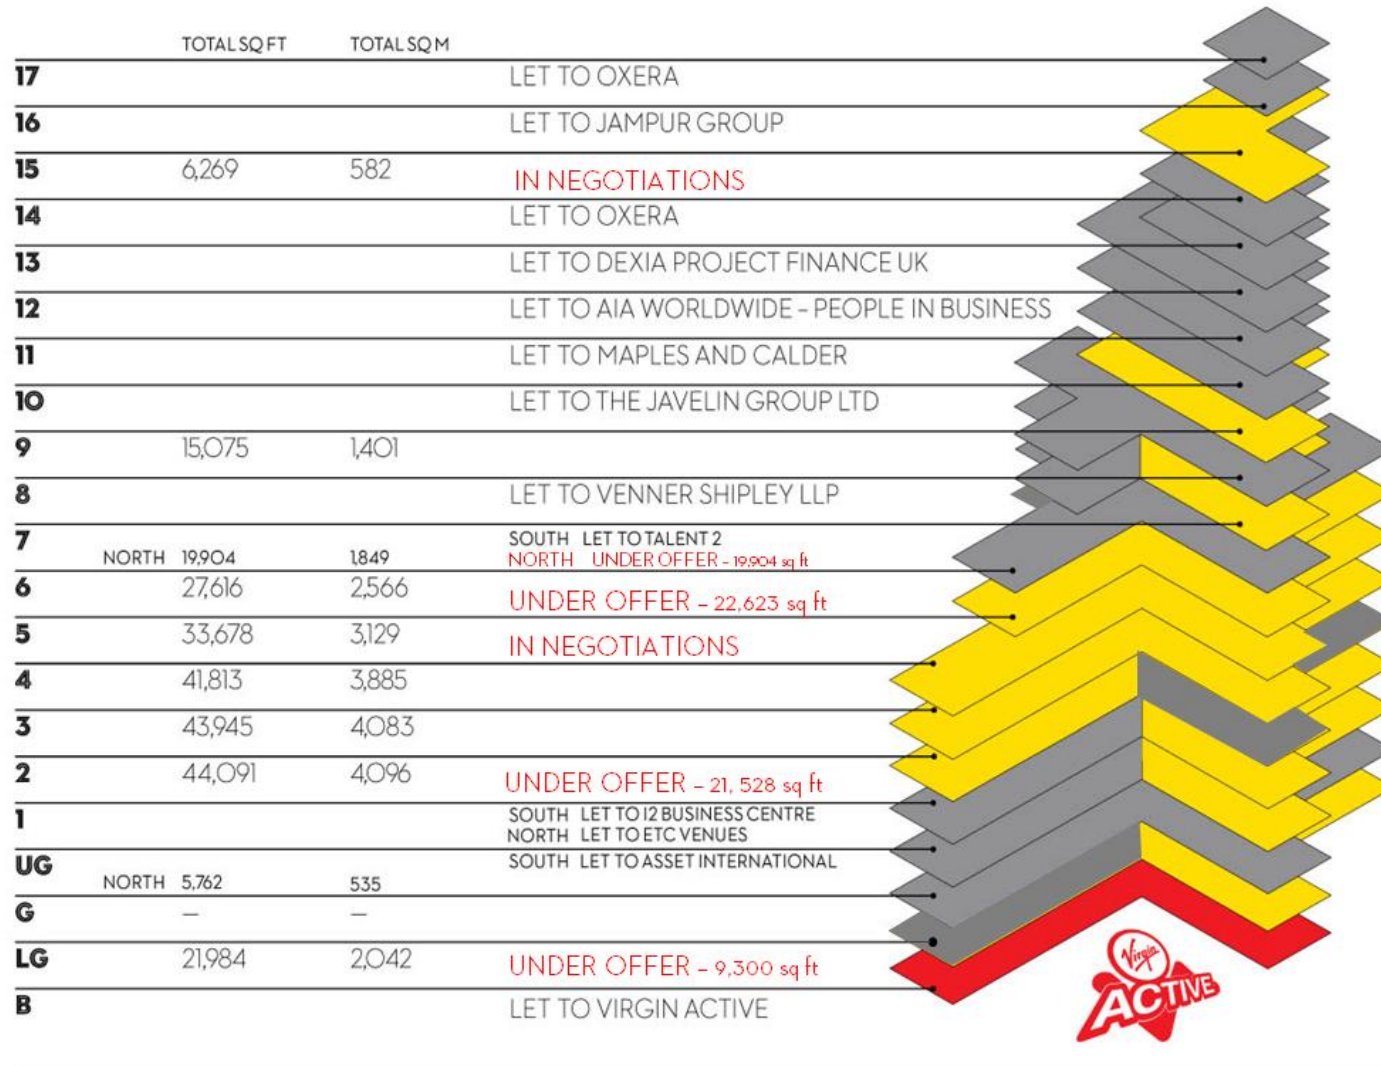 TOTAL SQ FT TOTAL SQ M
17 LET TO OXERA
16 LET TO JAMPUR GROUP
15 6,269 582 IN NEGOTIATIONS
14 LET TO OXERA
13 LET TO DEXIA PROJECT FINANCE UK
12 LET TO AIA WORLDWIDE – PEOPLE IN BUSINESS
11 LET TO MAPLES AND CALDER
10 LET TO THE JAVELIN GROUP LTD
9 15,075 1,401
8 LET TO VENNER SHIPLEY LLP
7 SOUTH LET TO TALENT 2
NORTH 19,904 1,849 NORTH UNDER OFFER – 19,904 sq ft
6 27,616 2,566 UNDER OFFER – 22,623 sq ft
5 33,678 3,129 IN NEGOTIATIONS
4 41,813 3,885
3 43,945 4,083
2 44,091 4,096 UNDER OFFER – 21, 528 sq ft
1 SOUTH LET TO I2 BUSINESS CENTRE
NORTH LET TO ETC VENUES
UG SOUTH LET TO ASSET INTERNATIONAL
NORTH 5,762 535
G – –
LG 21,984 2,042 UNDER OFFER – 9,300 sq ft
B LET TO VIRGIN ACTIVE
Virgin
ACTIVE